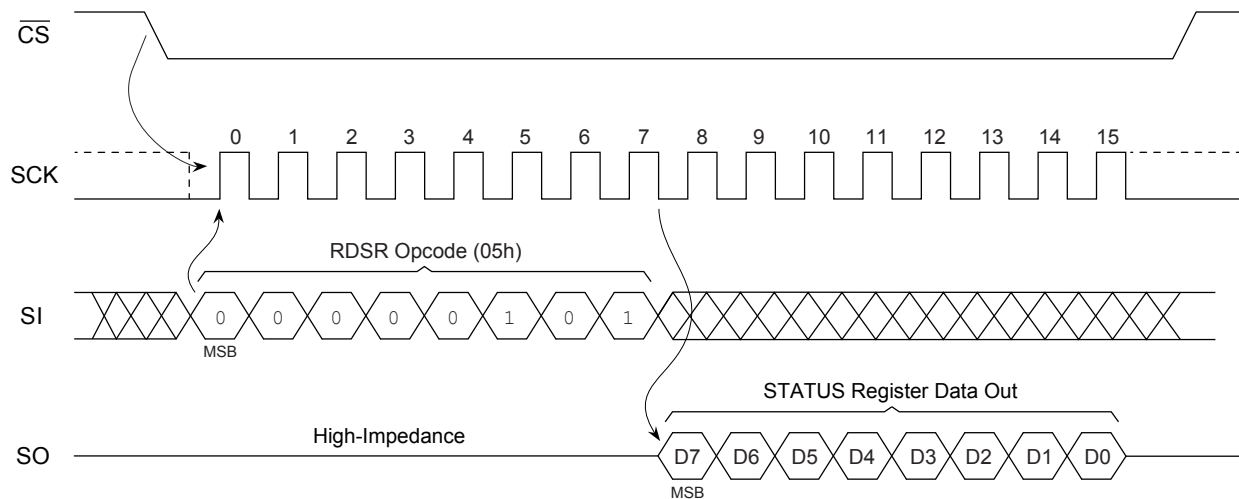 CS
0 1 2 3 4 5 6 7 8 9 10 11 12 13 14 15
SCK
RDSR Opcode (05h)
SI 0 0 0 0 0 1 0 1
MSB
STATUS Register Data Out
High-Impedance
SO D7 D6 D5 D4 D3 D2 D1 D0
MSB